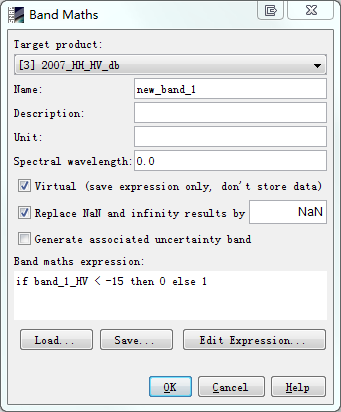 Band Maths
Target product:
[3] 2007_HH_HV_db
Name: new_band_1
Description:
Unit:
Spectral wavelength: 0.0
Virtual (save expression only, don't store data)
Replace NaN and infinity results by NaN
Generate associated uncertainty band
Band maths expression:
if band_1_HV < -15 then 0 else 1
Load... Save... Edit Expression...
OK Cancel Help